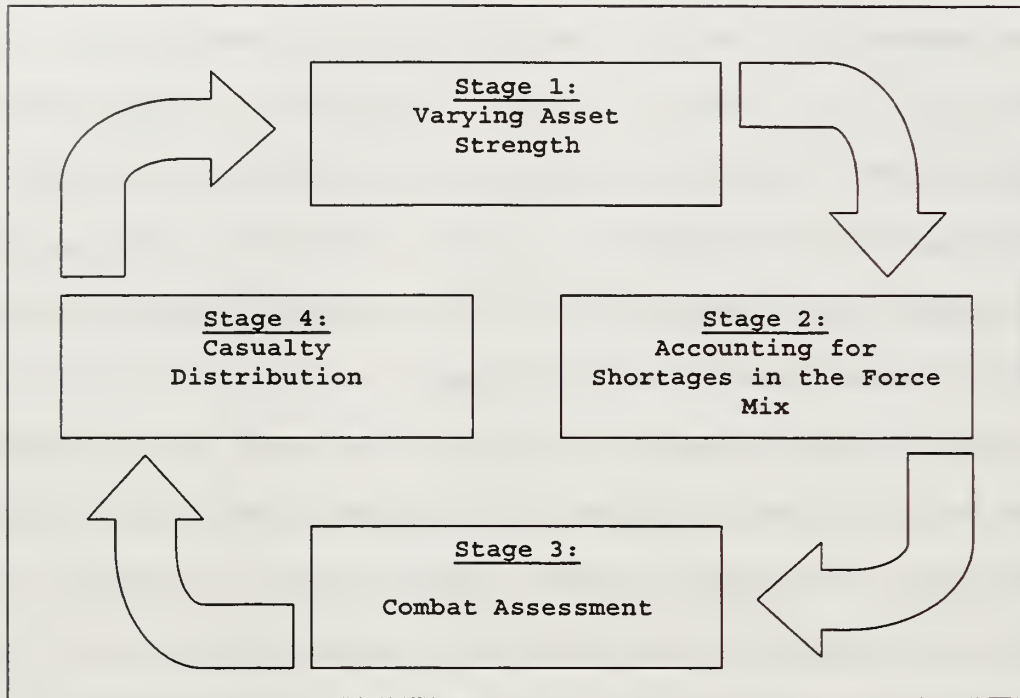 Stage 1:
Varying Asset
Strength
Stage 2:
Accounting for
Shortages in the Force
Mix
Stage 3:
Combat Assessment
Stage 4:
Casualty
Distribution